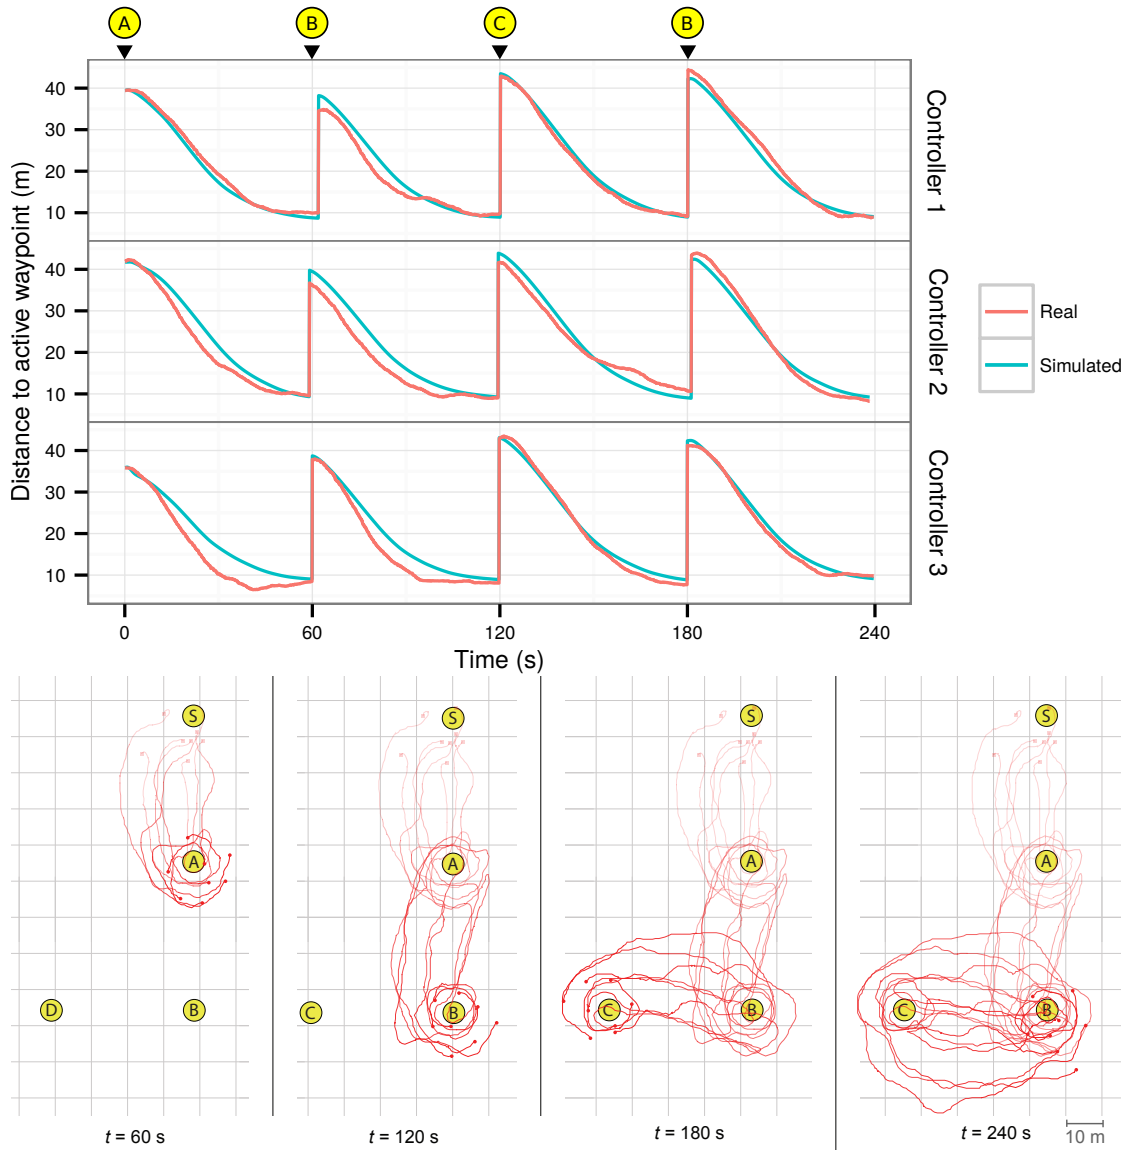 A B C B
Distance to active waypoint (m)
40
30
20
10
Controller 1
40
30
20
10
Controller 2
40
30
20
10
Controller 3
0 60 120 180 240
Time (s)
Real
Simulated
S
A
D B
t = 60 s
S
A
C B
t = 120 s
S
A
C B
t = 180 s
S
A
C B
t = 240 s
10 m